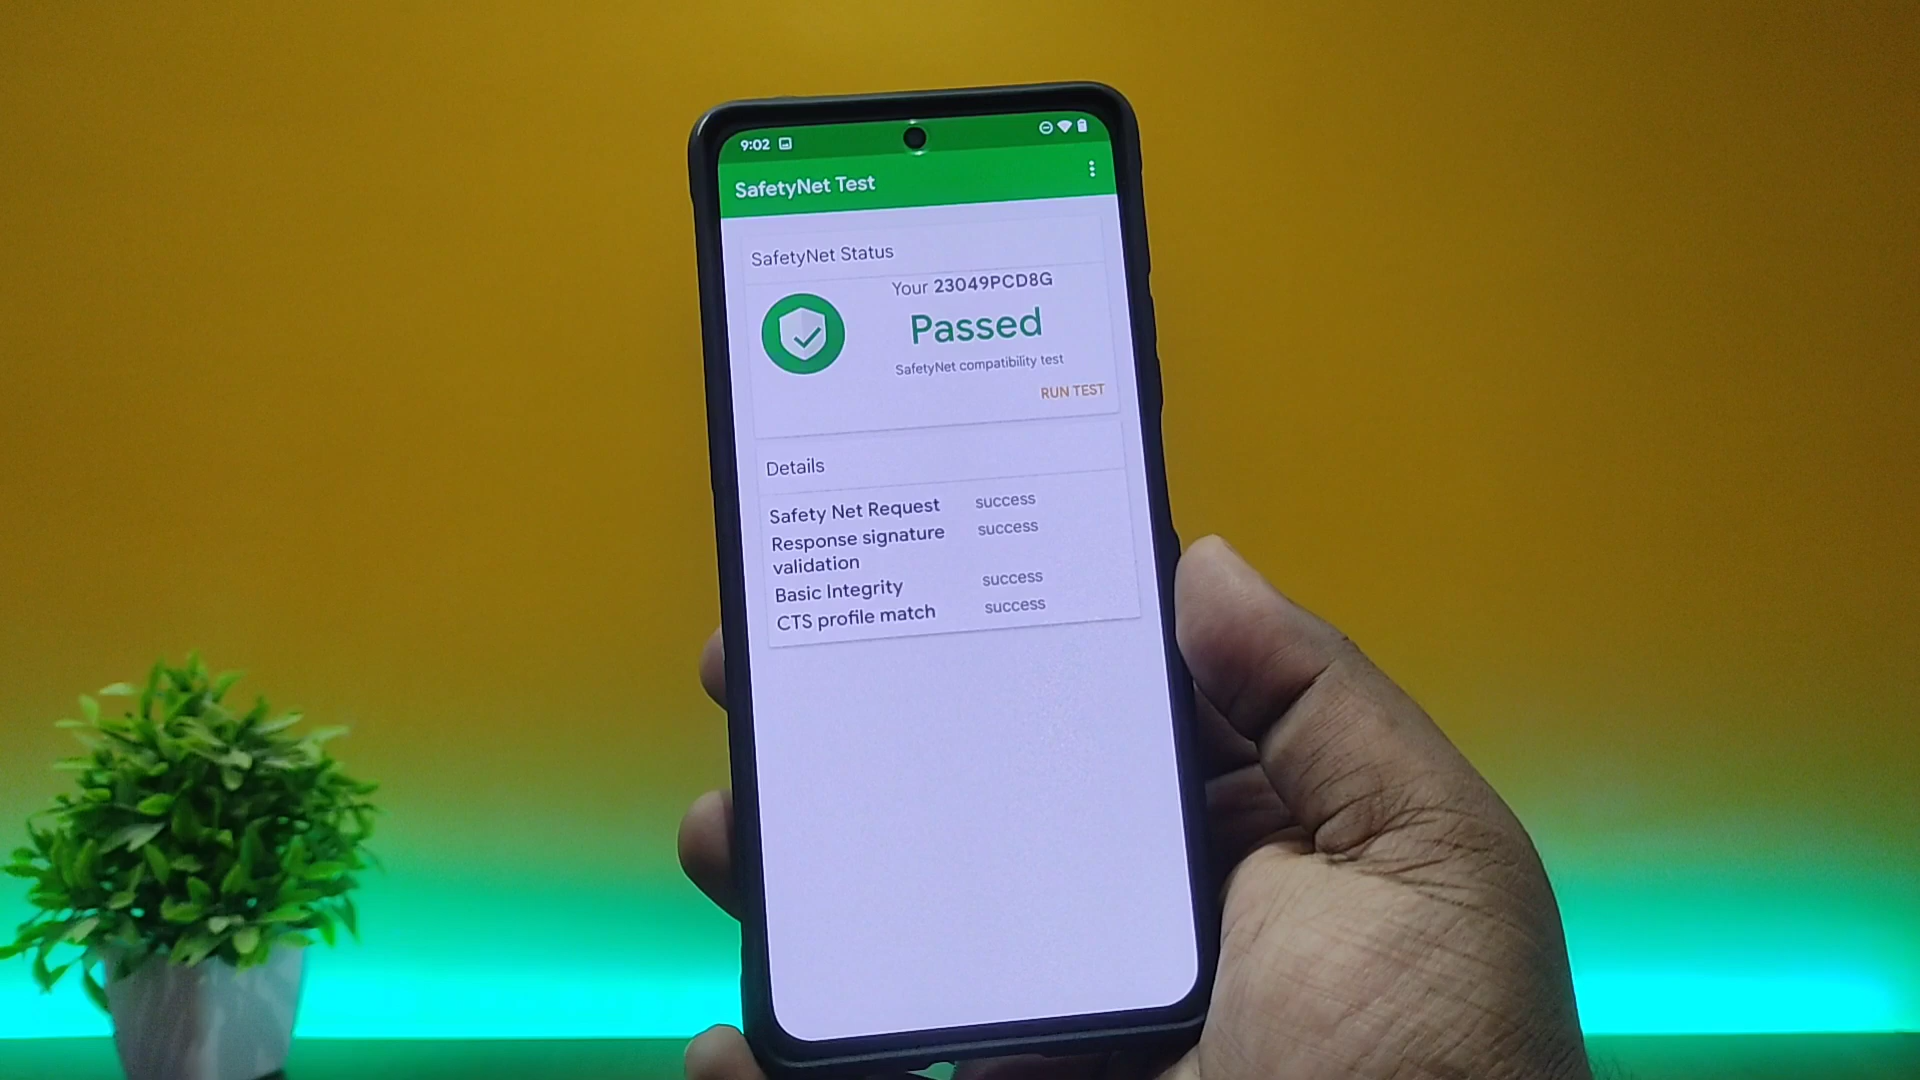 9:02
SafetyNet Test
SafetyNet Status
Your 23049PCD8G
Passed
SafetyNet compatibility test
RUN TEST
Details
Safety Net Request success
Response signature validation success
Basic Integrity success
CTS profile match success